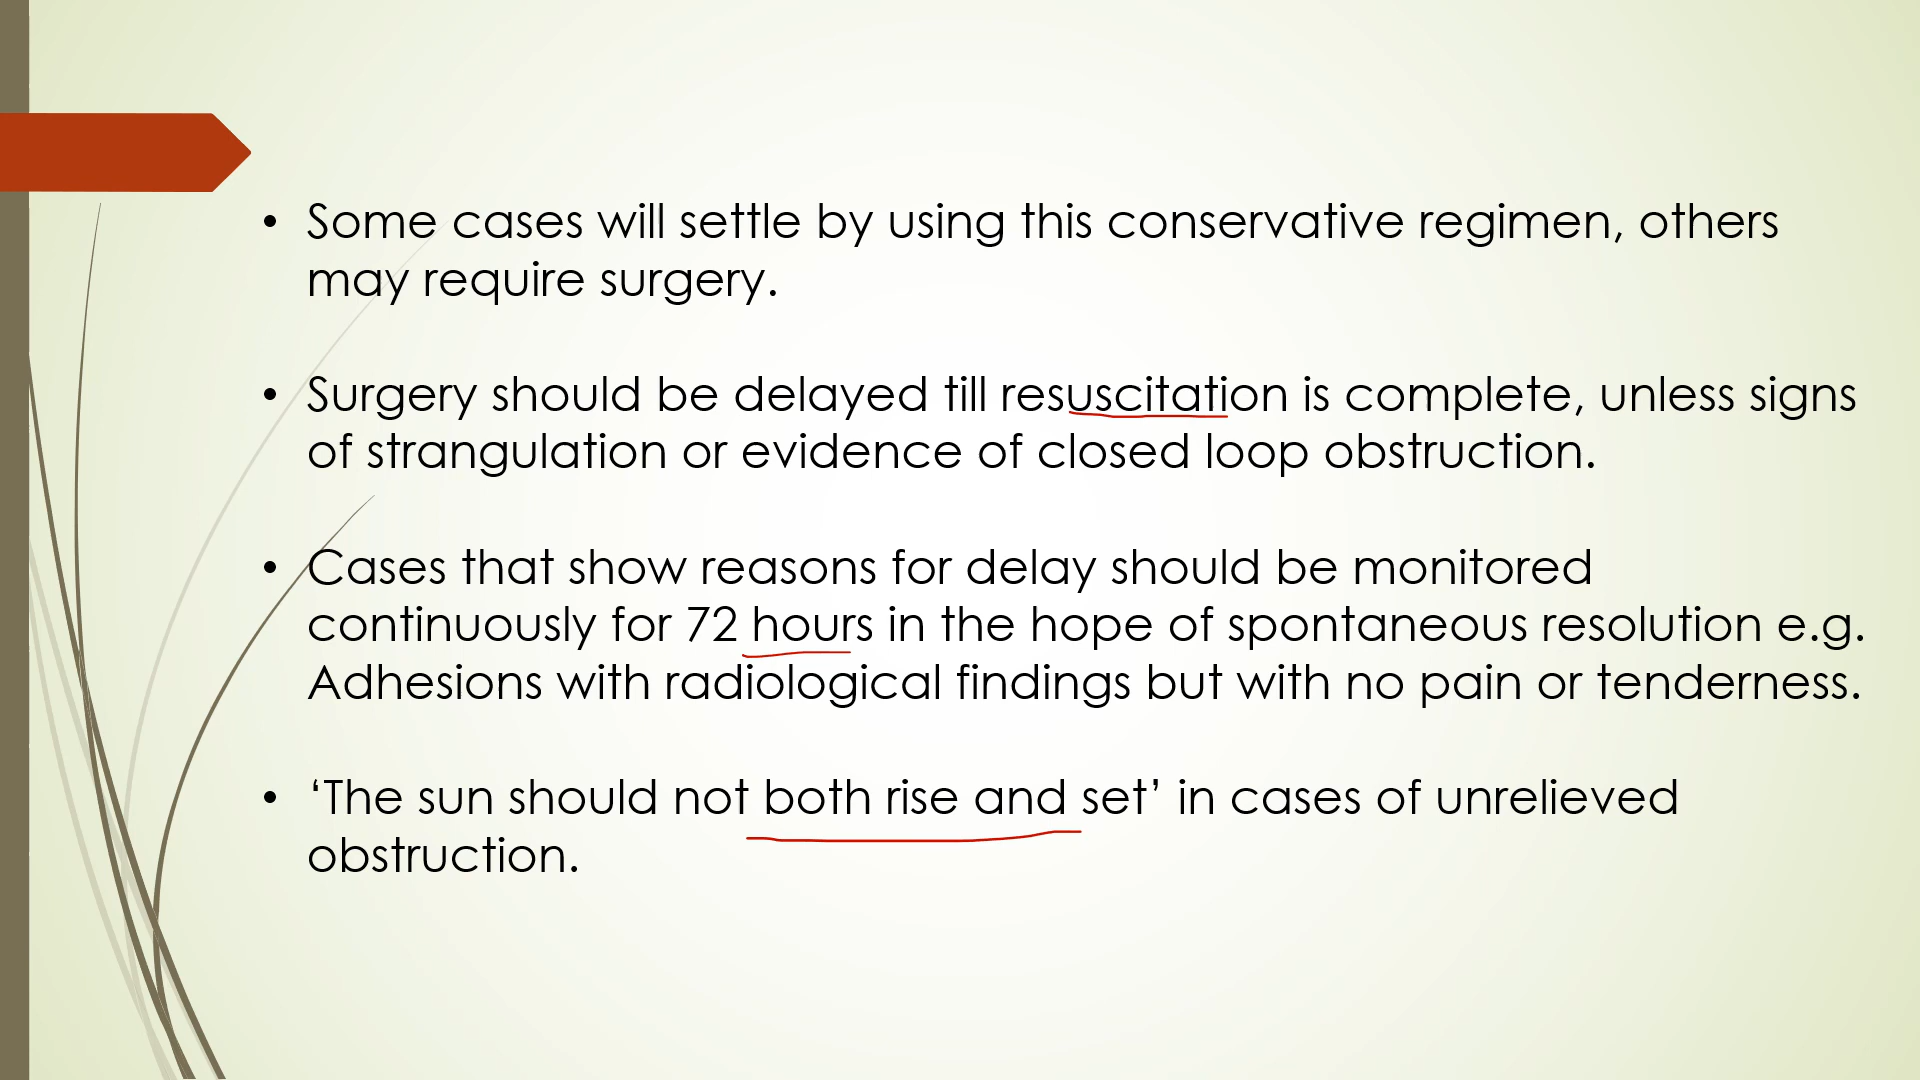 • Some cases will settle by using this conservative regimen, others
may require surgery.
• Surgery should be delayed till resuscitation is complete, unless signs
of strangulation or evidence of closed loop obstruction.
• Cases that show reasons for delay should be monitored
continuously for 72 hours in the hope of spontaneous resolution e.g.
Adhesions with radiological findings but with no pain or tenderness.
• ‘The sun should not both rise and set’ in cases of unrelieved
obstruction.